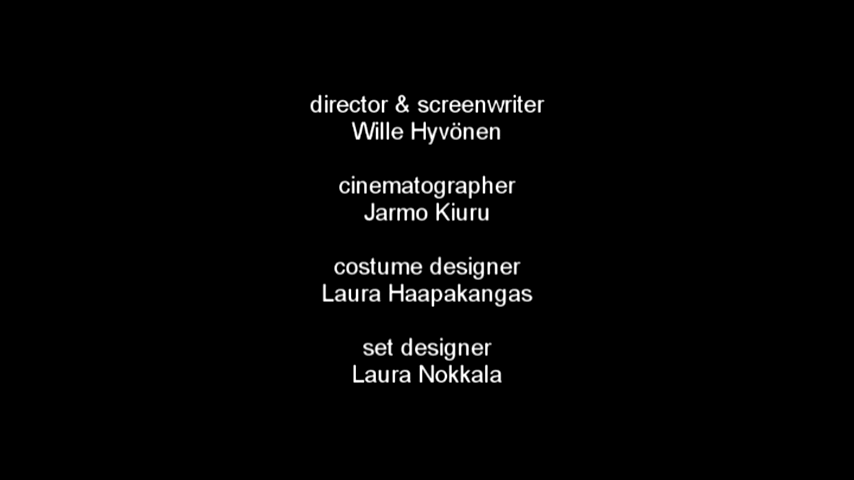 director & screenwriter
Wille Hyvönen
cinematographer
Jarmo Kiuru
costume designer
Laura Haapakangas
set designer
Laura Nokkala